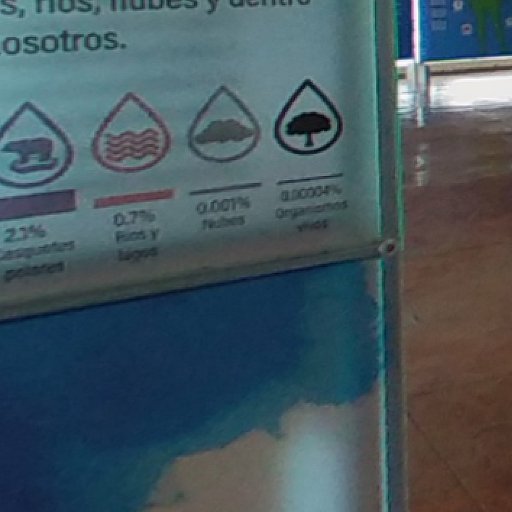 s, ríos, nubes y dentro
osotros.
2.1%
casquetes
polares
0.7%
Ríos y
lagos
0.001%
Nubes
0.00004%
Organismos
vivos